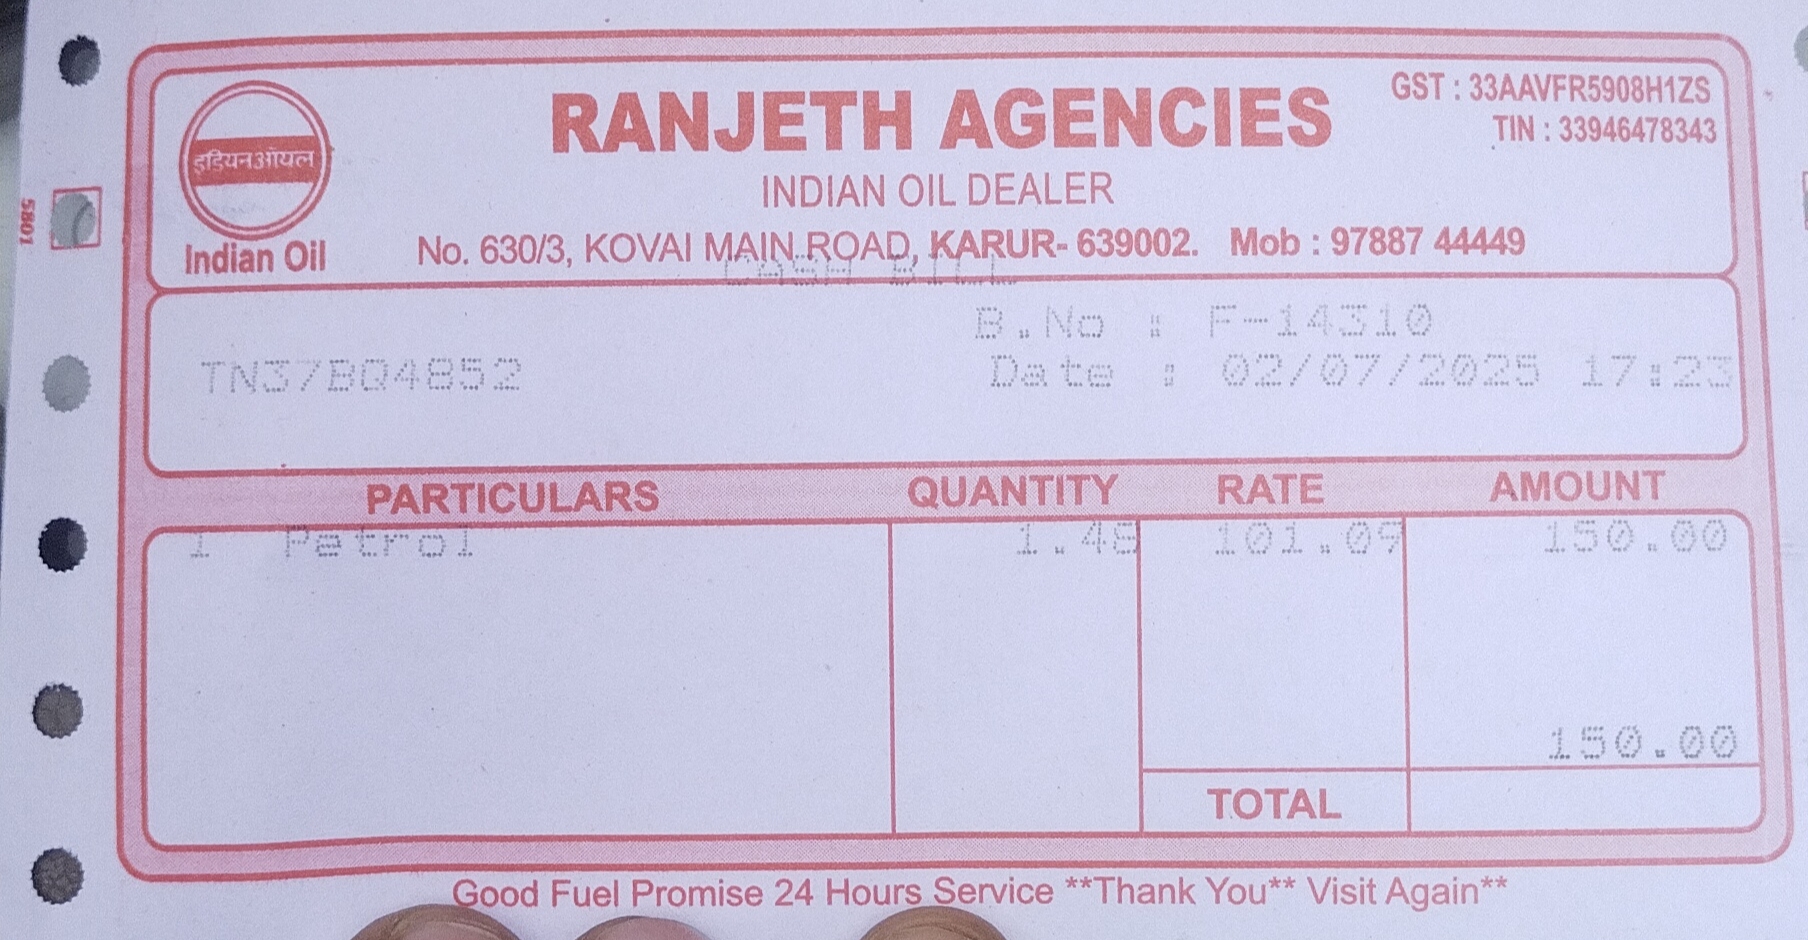 RANJETH AGENCIES
GST : 33AAVFR5908H1ZS
TIN : 33946478343
इंडियनऑयल
Indian Oil
INDIAN OIL DEALER
No. 630/3, KOVAI MAIN ROAD, KARUR- 639002. Mob : 97887 44449
CASH BILL
5801
B.No : F-14310
TN37BQ4852 Date : 02/07/2025 17:23
PARTICULARS QUANTITY RATE AMOUNT
1 Petrol 1.48 101.09 150.00
150.00
TOTAL
Good Fuel Promise 24 Hours Service **Thank You** Visit Again**